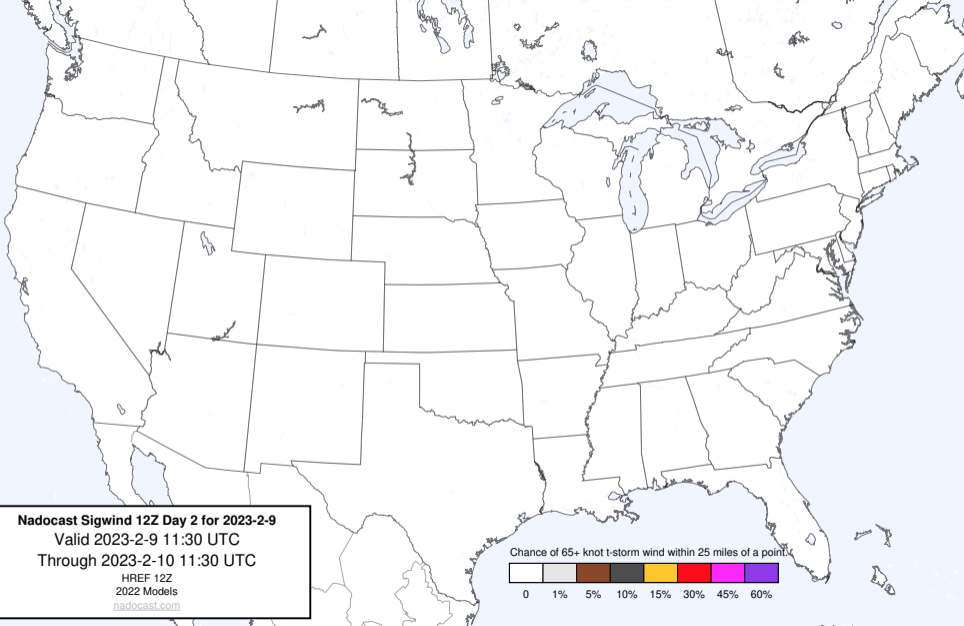 Nadocast Sigwind 12Z Day 2 for 2023-2-9
Valid 2023-2-9 11:30 UTC
Through 2023-2-10 11:30 UTC
HREF 12Z
2022 Models
nadocast.com
Chance of 65+ knot t-storm wind within 25 miles of a point.
0 1% 5% 10% 15% 30% 45% 60%